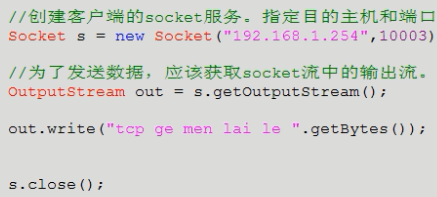 //创建客户端的socket服务。指定目的主机和端口
Socket s = new Socket("192.168.1.254",10003)
//为了发送数据，应该获取socket流中的输出流。
OutputStream out = s.getOutputStream();
out.write("tcp ge men lai le ".getBytes());
s.close();